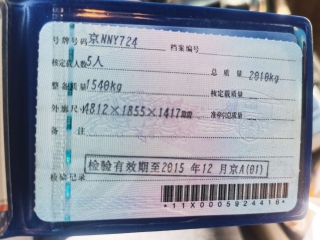 号牌号码 京NNY724 档案编号
核定载人数 5人 总质量 2010kg
整备质量 1540kg 核定载质量
外廓尺寸 4812×1855×1417mm 准牵引总质量
备注
检验有效期至2015年12月京A(01)
检验记录
*11X0005824416*